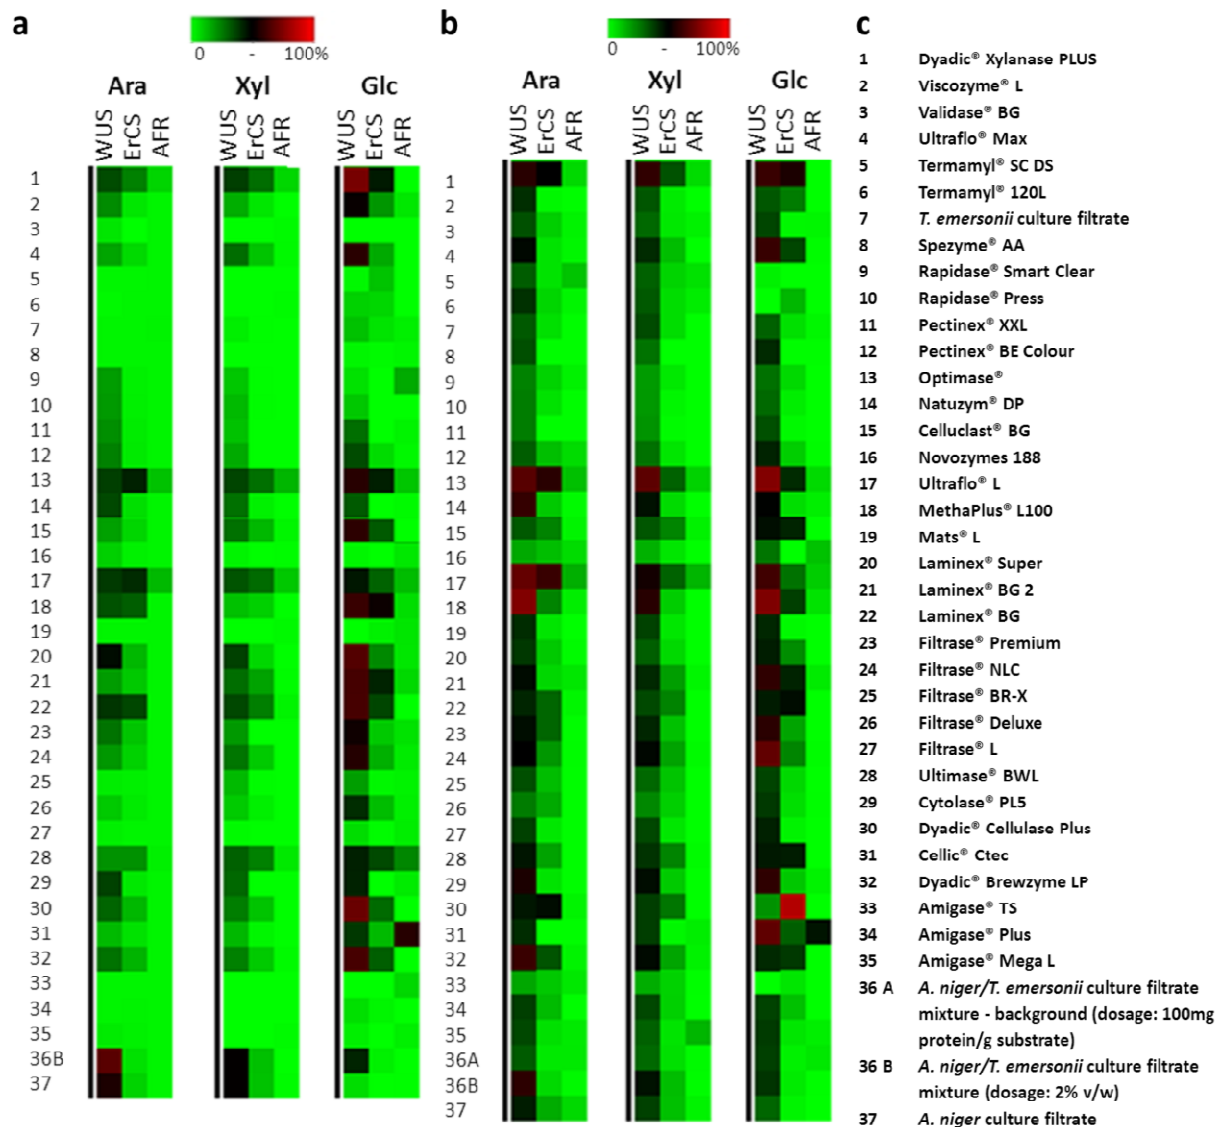 a
0 - 100%
Ara Xyl Glc
WUS ErCS AFR WUS ErCS AFR WUS ErCS AFR
1
2
3
4
5
6
7
8
9
10
11
12
13
14
15
16
17
18
19
20
21
22
23
24
25
26
27
28
29
30
31
32
33
34
35
36B
37
b
0 - 100%
Ara Xyl Glc
WUS ErCS AFR WUS ErCS AFR WUS ErCS AFR
1
2
3
4
5
6
7
8
9
10
11
12
13
14
15
16
17
18
19
20
21
22
23
24
25
26
27
28
29
30
31
32
33
34
35
36A
36B
37
c
1 Dyadic® Xylanase PLUS
2 Viscozyme® L
3 Validase® BG
4 Ultraflo® Max
5 Termamyl® SC DS
6 Termamyl® 120L
7 T. emersonii culture filtrate
8 Spezyme® AA
9 Rapidase® Smart Clear
10 Rapidase® Press
11 Pectinex® XXL
12 Pectinex® BE Colour
13 Optimase®
14 Natuzym® DP
15 Celluclast® BG
16 Novozymes 188
17 Ultraflo® L
18 MethaPlus® L100
19 Mats® L
20 Laminex® Super
21 Laminex® BG 2
22 Laminex® BG
23 Filtrase® Premium
24 Filtrase® NLC
25 Filtrase® BR-X
26 Filtrase® Deluxe
27 Filtrase® L
28 Ultimase® BWL
29 Cytolase® PL5
30 Dyadic® Cellulase Plus
31 Cellic® Ctec
32 Dyadic® Brewzyme LP
33 Amigase® TS
34 Amigase® Plus
35 Amigase® Mega L
36 A A. niger/T. emersonii culture filtrate
mixture - background (dosage: 100mg
protein/g substrate)
36 B A. niger/T. emersonii culture filtrate
mixture (dosage: 2% v/w)
37 A. niger culture filtrate